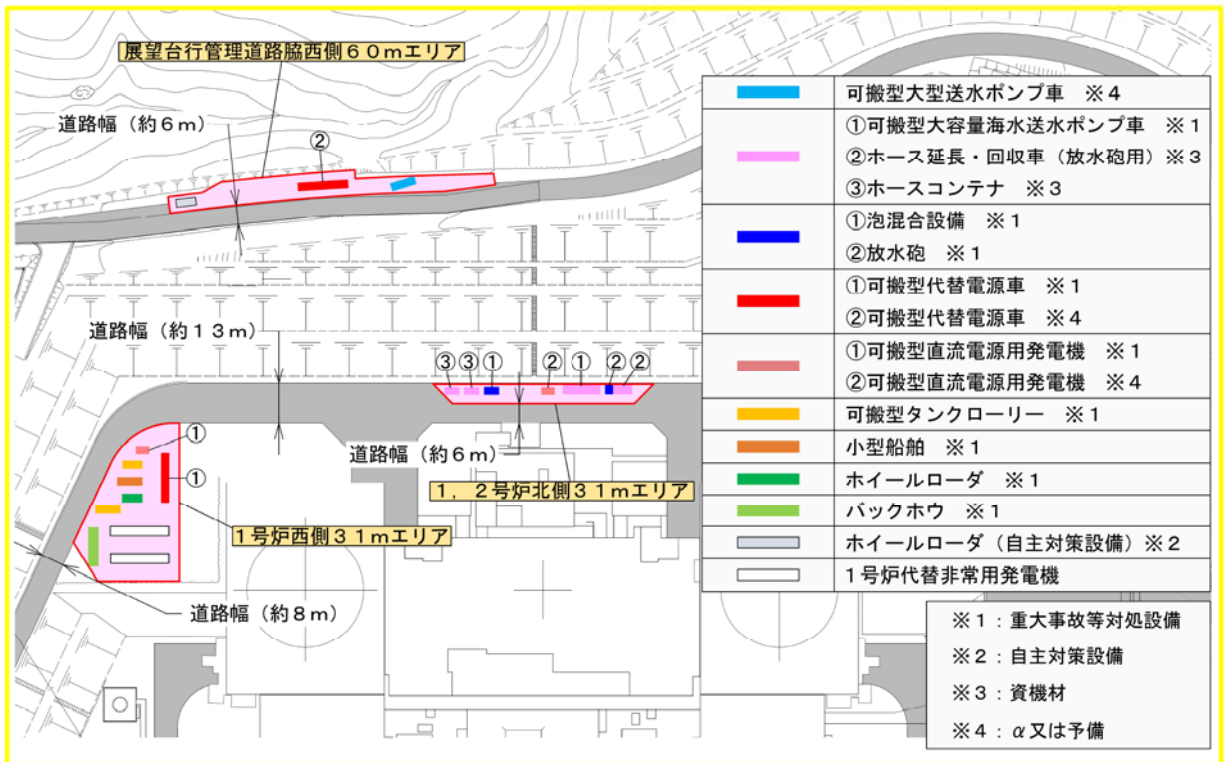 展望台行管理道路脇西側６０ｍエリア
道路幅（約６ｍ）
②
道路幅（約１３ｍ）
③
③
①
②
①
②
②
道路幅（約６ｍ）
１，２号炉北側３１ｍエリア
①
①
１号炉西側３１ｍエリア
道路幅（約８ｍ）
可搬型大型送水ポンプ車　※４
①可搬型大容量海水送水ポンプ車　※１
②ホース延長・回収車（放水砲用）※３
③ホースコンテナ　※３
①泡混合設備　※１
②放水砲　※１
①可搬型代替電源車　※１
②可搬型代替電源車　※４
①可搬型直流電源用発電機　※１
②可搬型直流電源用発電機　※４
可搬型タンクローリー　※１
小型船舶　※１
ホイルローダ　※１
バックホウ　※１
ホイールローダ（自主対策設備）※２
１号炉代替非常用発電機
※１：重大事故等対処設備
※２：自主対策設備
※３：資機材
※４：α又は予備